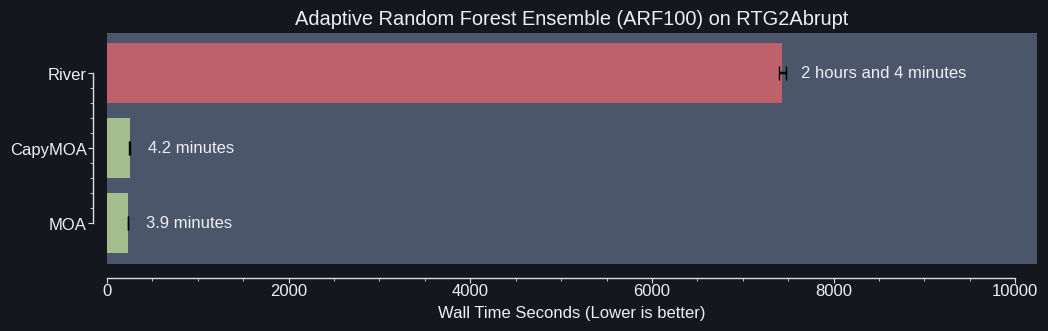 Adaptive Random Forest Ensemble (ARF100) on RTG2Abrupt
River
2 hours and 4 minutes
CapyMOA
4.2 minutes
MOA
3.9 minutes
0 2000 4000 6000 8000 10000
Wall Time Seconds (Lower is better)